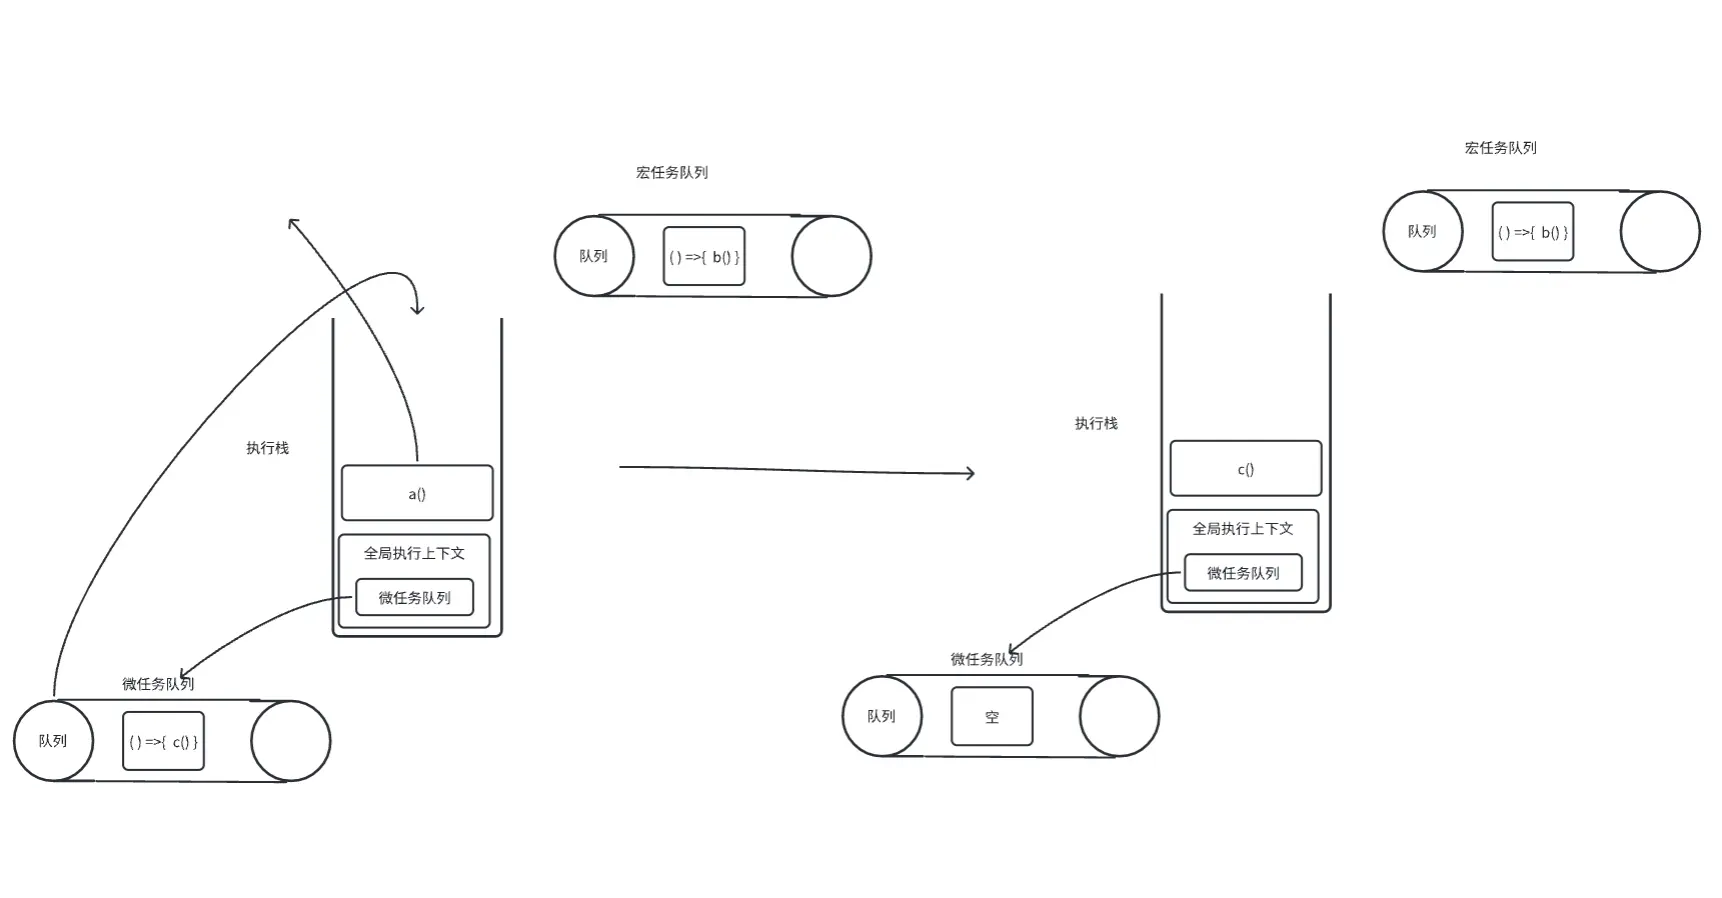 宏任务队列
队列
( ) =>{ b() }
执行栈
a()
全局执行上下文
微任务队列
微任务队列
队列
( ) =>{ c() }
宏任务队列
队列
( ) =>{ b() }
执行栈
c()
全局执行上下文
微任务队列
微任务队列
队列
空